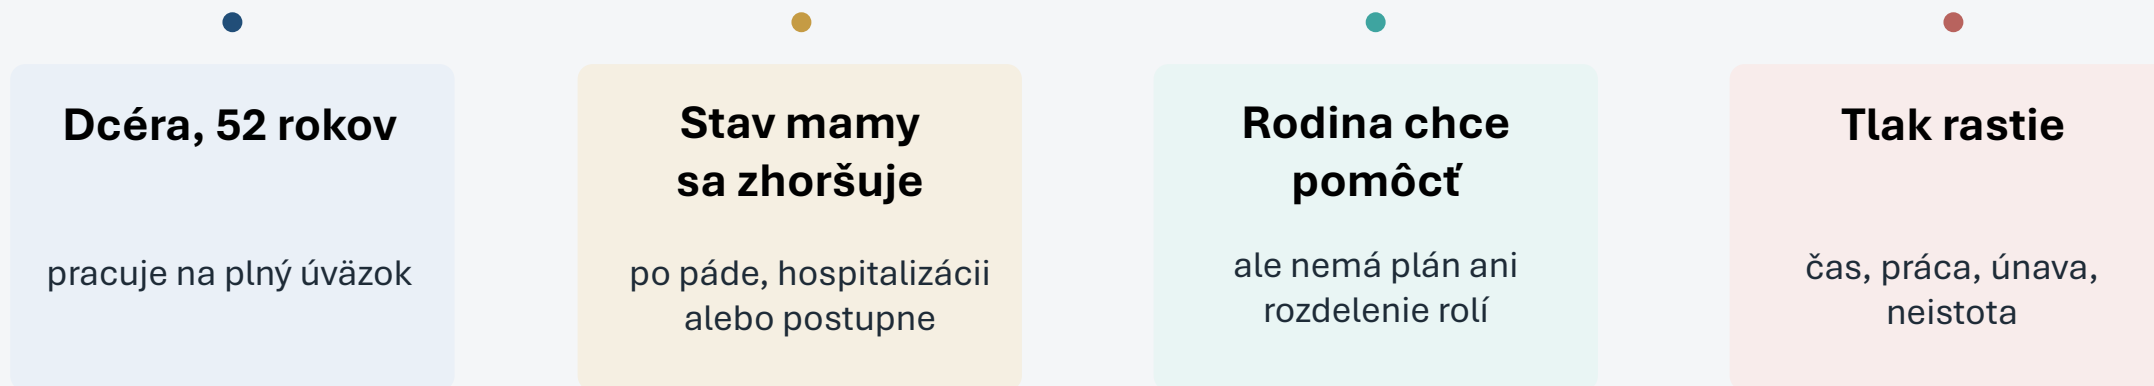 Dcéra, 52 rokov
pracuje na plný úväzok
Stav mamy
sa zhoršuje
po páde, hospitalizácii
alebo postupne
Rodina chce
pomôcť
ale nemá plán ani
rozdelenie rolí
Tlak rastie
čas, práca, únava,
neistota